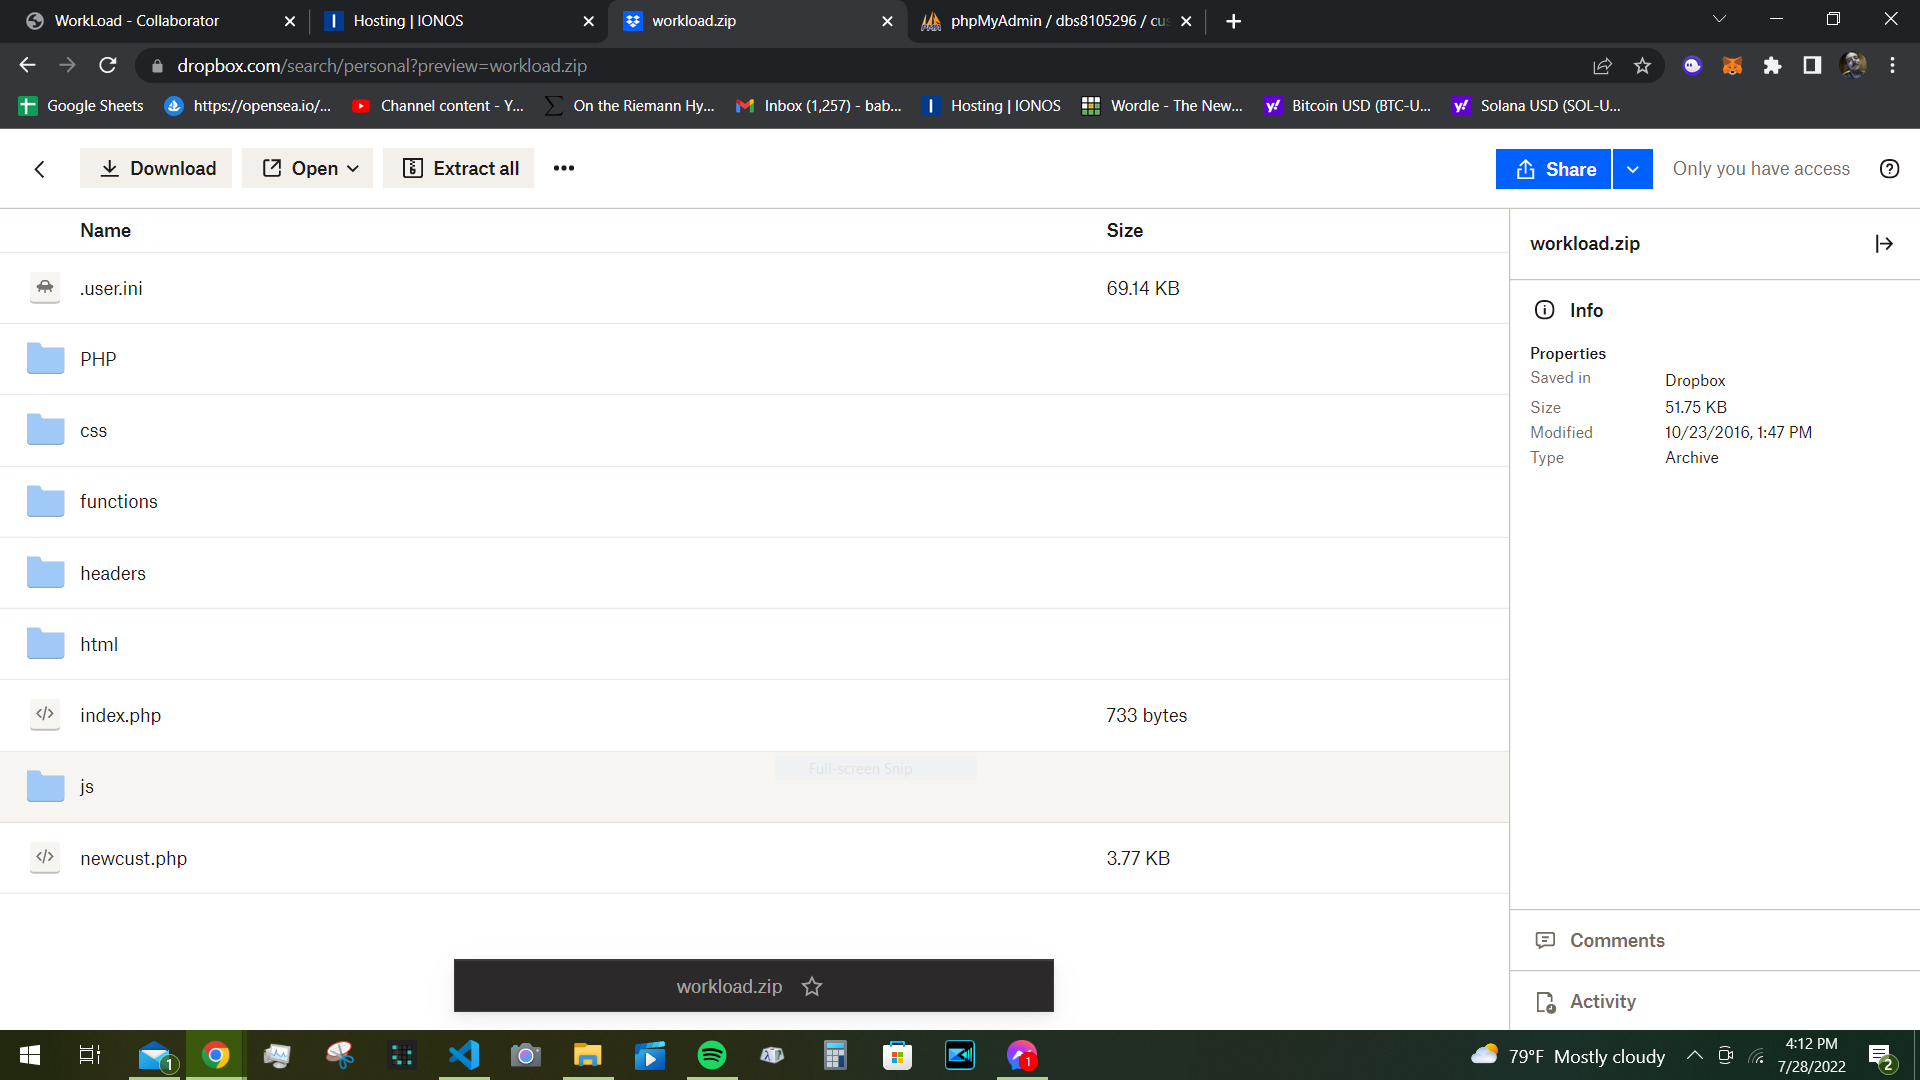 WorkLoad - Collaborator
Hosting | IONOS
workload.zip
phpMyAdmin / dbs8105296 / cus
dropbox.com/search/personal?preview=workload.zip
Google Sheets
https://opensea.io/...
Channel content - Y...
On the Riemann Hy...
Inbox (1,257) - bab...
Hosting | IONOS
Wordle - The New...
Bitcoin USD (BTC-U...
Solana USD (SOL-U...
Download
Open
Extract all
Share
Only you have access
Name
Size
.user.ini
69.14 KB
PHP
css
functions
headers
html
index.php
733 bytes
js
Full-screen Snip
newcust.php
3.77 KB
workload.zip
workload.zip
Info
Properties
Saved in
Dropbox
Size
51.75 KB
Modified
10/23/2016, 1:47 PM
Type
Archive
Comments
Activity
1
1
79°F Mostly cloudy
4:12 PM
7/28/2022
2